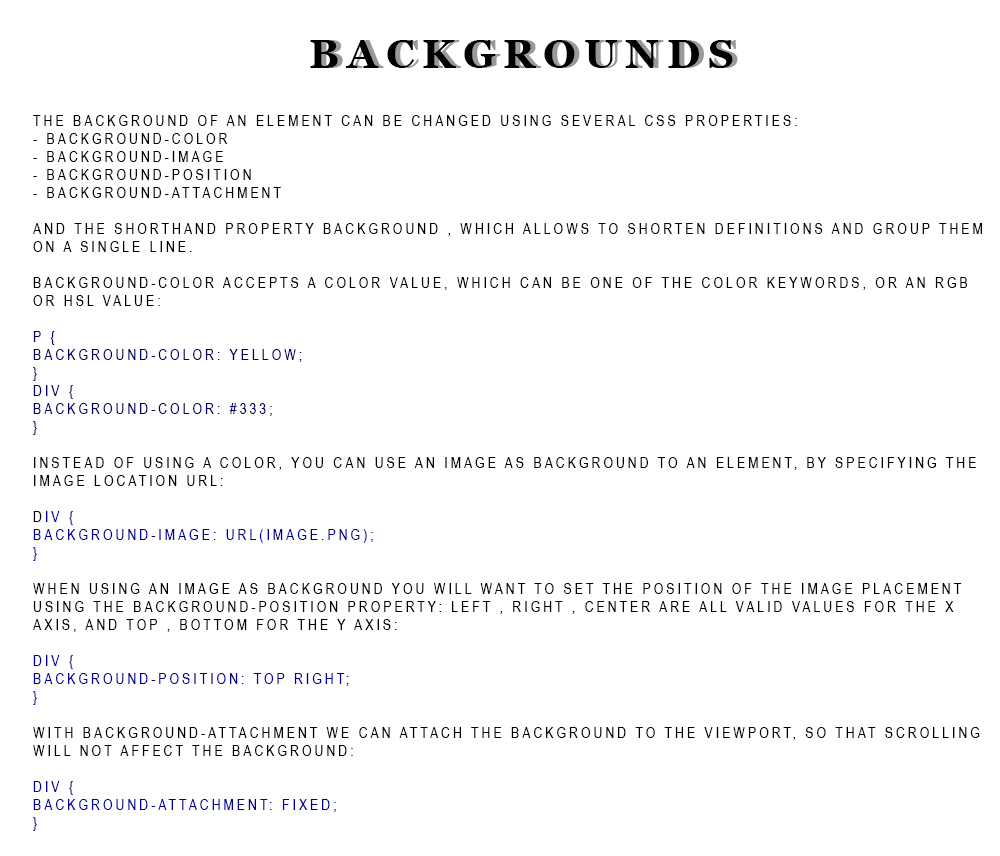 BACKGROUNDS
THE BACKGROUND OF AN ELEMENT CAN BE CHANGED USING SEVERAL CSS PROPERTIES:
- BACKGROUND-COLOR
- BACKGROUND-IMAGE
- BACKGROUND-POSITION
- BACKGROUND-ATTACHMENT
AND THE SHORTHAND PROPERTY BACKGROUND , WHICH ALLOWS TO SHORTEN DEFINITIONS AND GROUP THEM
ON A SINGLE LINE.
BACKGROUND-COLOR ACCEPTS A COLOR VALUE, WHICH CAN BE ONE OF THE COLOR KEYWORDS, OR AN RGB
OR HSL VALUE:
P {
BACKGROUND-COLOR: YELLOW;
}
DIV {
BACKGROUND-COLOR: #333;
}
INSTEAD OF USING A COLOR, YOU CAN USE AN IMAGE AS BACKGROUND TO AN ELEMENT, BY SPECIFYING THE
IMAGE LOCATION URL:
DIV {
BACKGROUND-IMAGE: URL(IMAGE.PNG);
}
WHEN USING AN IMAGE AS BACKGROUND YOU WILL WANT TO SET THE POSITION OF THE IMAGE PLACEMENT
USING THE BACKGROUND-POSITION PROPERTY: LEFT , RIGHT , CENTER ARE ALL VALID VALUES FOR THE X
AXIS, AND TOP , BOTTOM FOR THE Y AXIS:
DIV {
BACKGROUND-POSITION: TOP RIGHT;
}
WITH BACKGROUND-ATTACHMENT WE CAN ATTACH THE BACKGROUND TO THE VIEWPORT, SO THAT SCROLLING
WILL NOT AFFECT THE BACKGROUND:
DIV {
BACKGROUND-ATTACHMENT: FIXED;
}